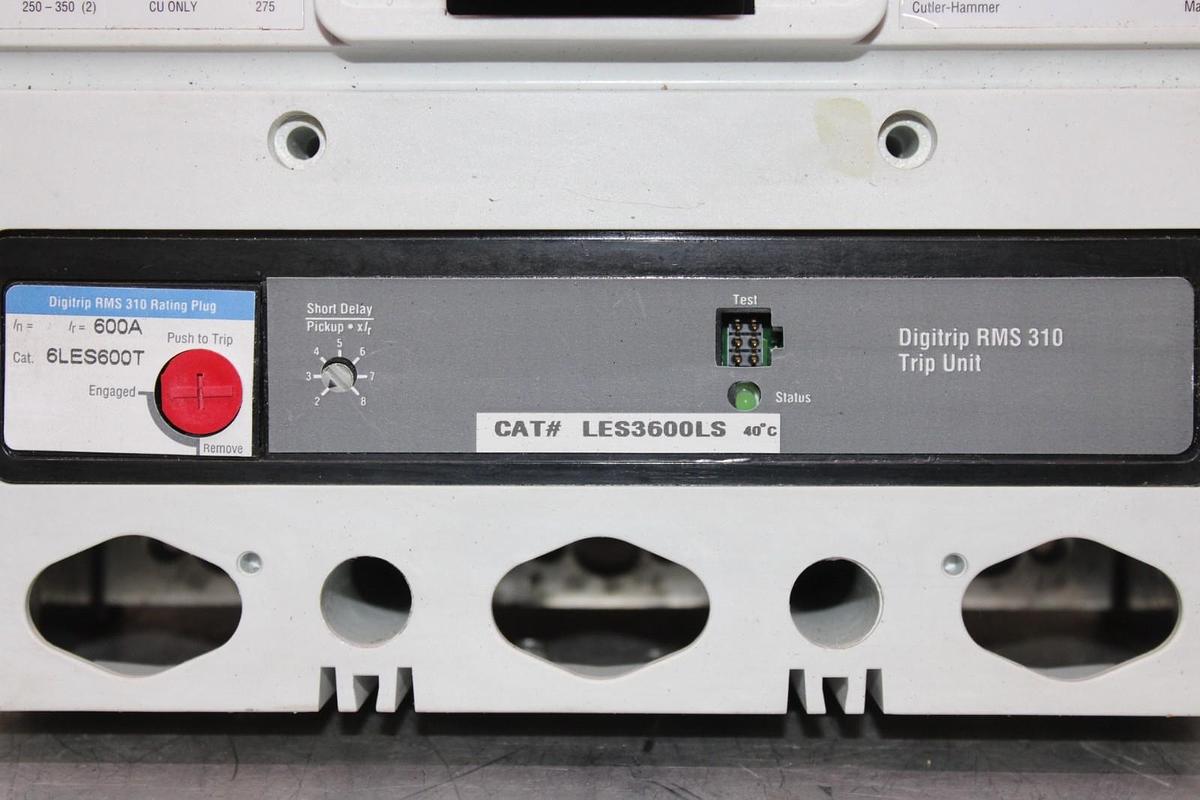 250 – 350 (2) CU ONLY 275
Cutler-Hammer
Digitrip RMS 310 Rating Plug
In = Ir = 600A
Push to Trip
Cat. 6LES600T
Engaged
Remove
Short Delay
Pickup • x Ir
2 3 4 5 6 7 8
Test
Status
CAT# LES3600LS 40°C
Digitrip RMS 310
Trip Unit